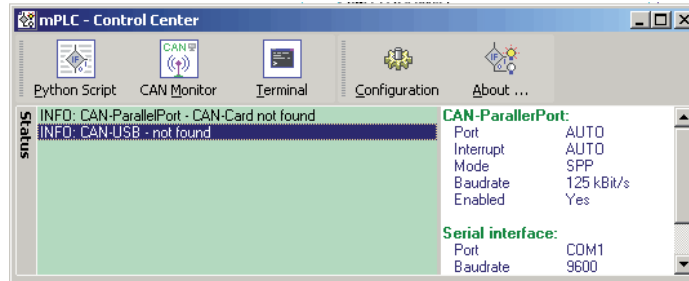 mPLC - Control Center
CAN
Python Script
CAN Monitor
Terminal
Configuration
About ...
Status
INFO: CAN-ParallelPort - CAN-Card not found
INFO: CAN-USB - not found
CAN-ParallerPort:
Port AUTO
Interrupt AUTO
Mode SPP
Baudrate 125 kBit/s
Enabled Yes
Serial interface:
Port COM1
Baudrate 9600